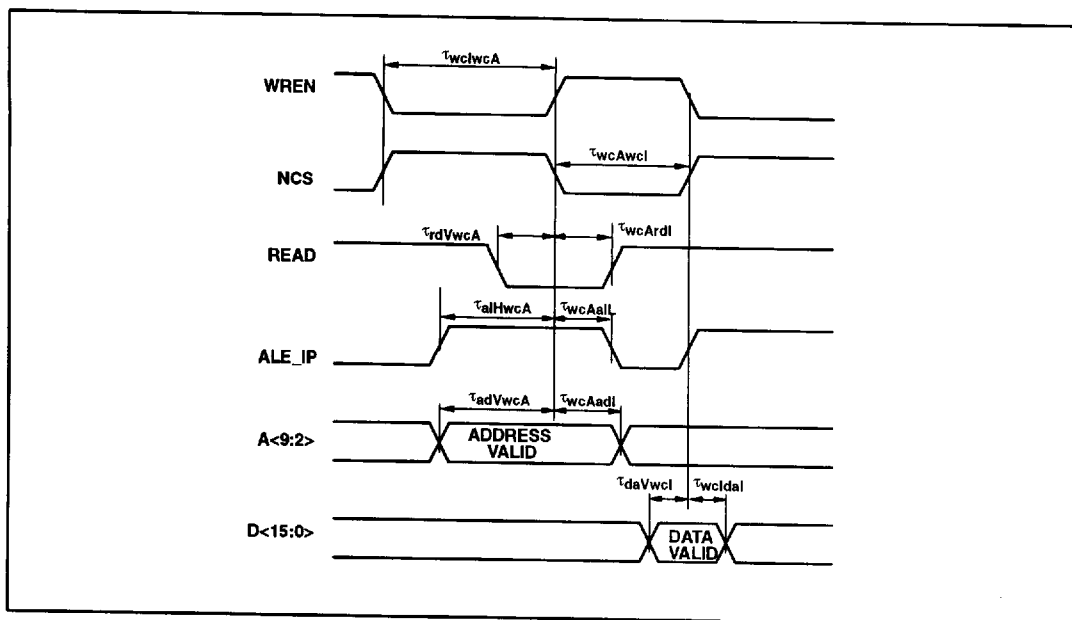 τwclwcA
WREN
τwcAwcl
NCS
τrdVwcA
τwcArdl
READ
τalHwcA
τwcAalL
ALE_IP
τadVwcA
τwcAadl
A<9:2>
ADDRESS
VALID
τdaVwcl
τwcldal
D<15:0>
DATA
VALID